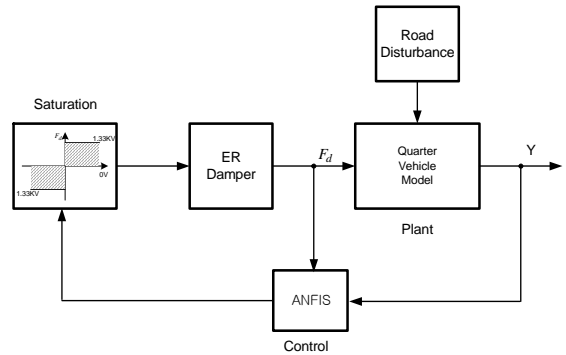 Road
Disturbance
Saturation
F_d
1.33KV
0V
1.33KV
ER
Damper
F_d
Quarter
Vehicle
Model
Y
Plant
ANFIS
Control